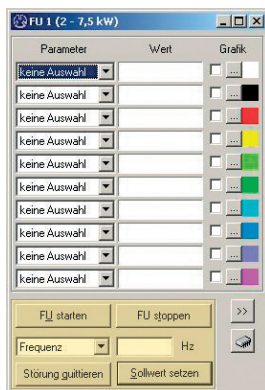 FU 1 (2 - 7,5 kW)
Parameter Wert Grafik
keine Auswahl ...
keine Auswahl ...
keine Auswahl ...
keine Auswahl ...
keine Auswahl ...
keine Auswahl ...
keine Auswahl ...
keine Auswahl ...
keine Auswahl ...
keine Auswahl ...
FU starten FU stoppen >>
Frequenz Hz
Störung quittieren Sollwert setzen